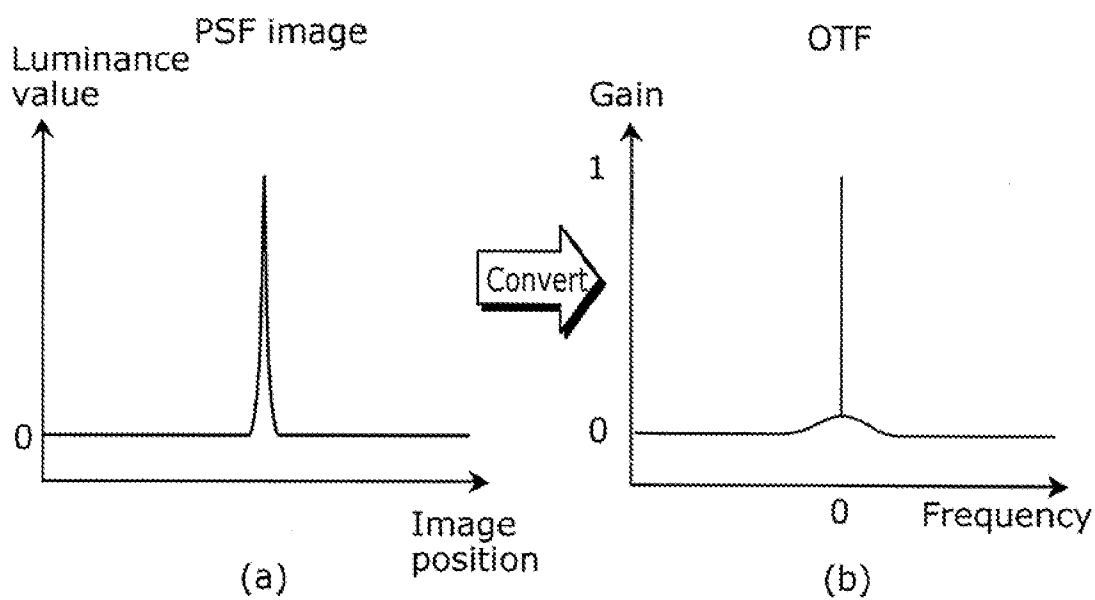 PSF image
Luminance
value
0
Image
position
(a)
Convert
OTF
Gain
1
0
0
Frequency
(b)